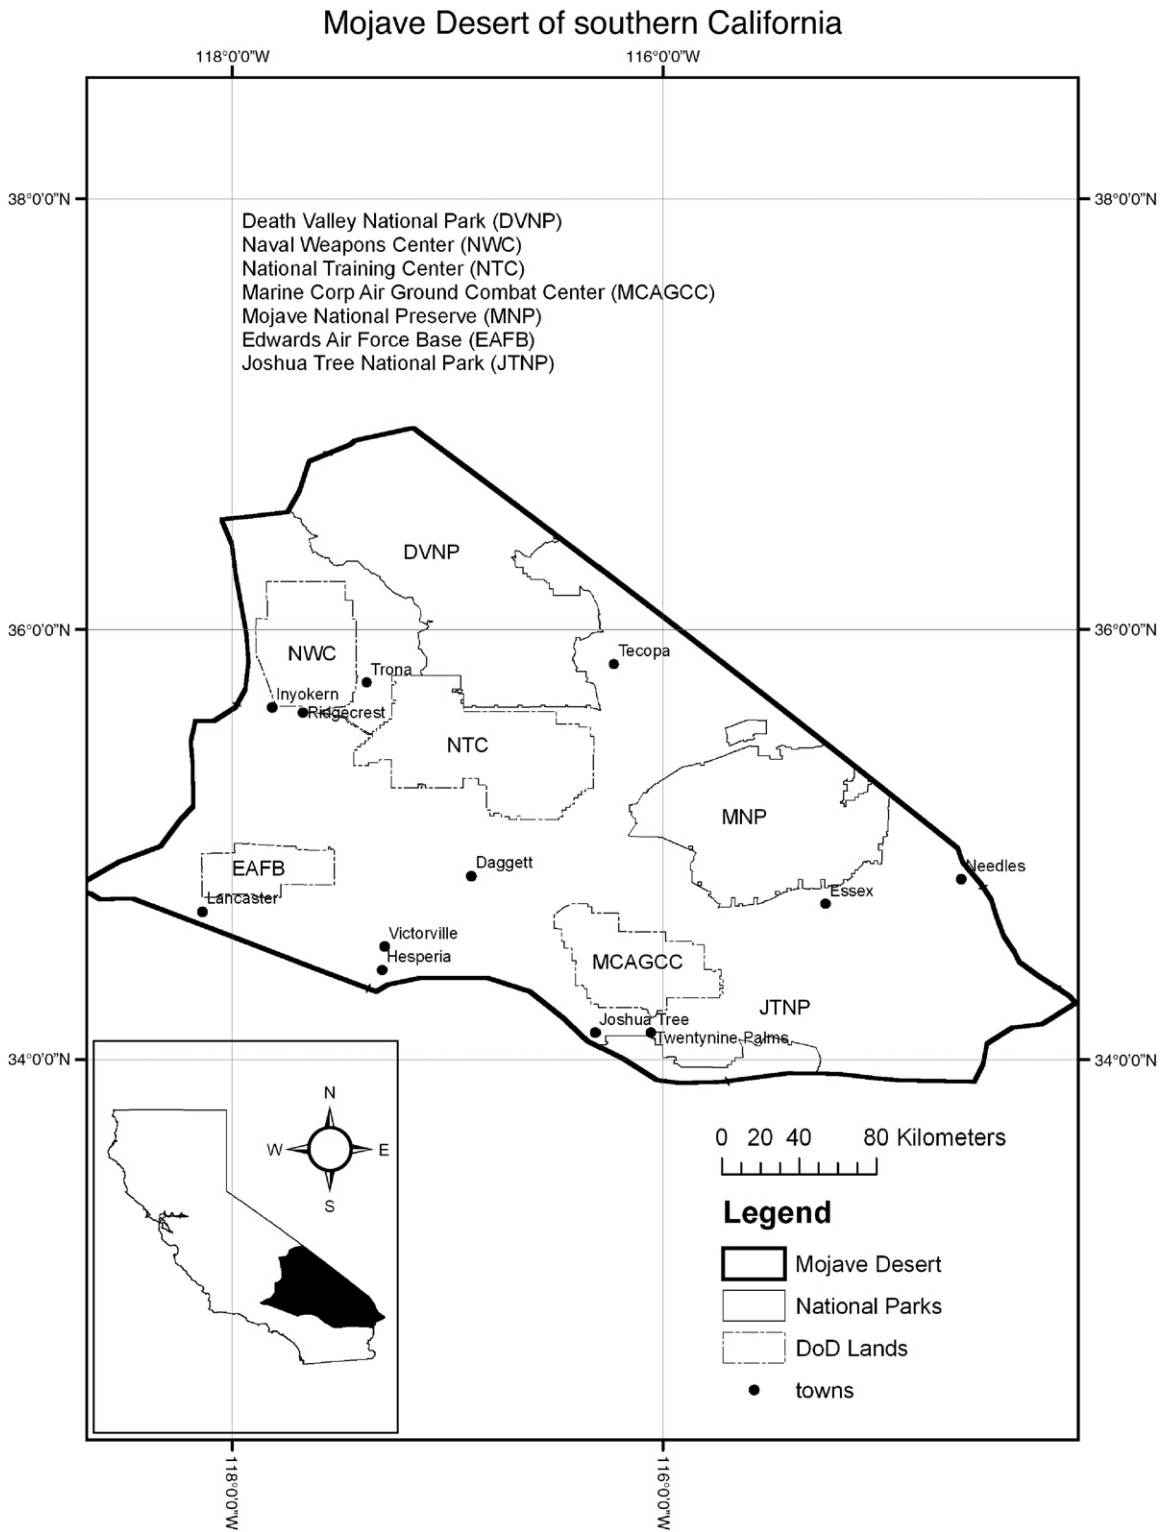 Mojave Desert of southern California
118°0'0"W
116°0'0"W
38°0'0"N
38°0'0"N
Death Valley National Park (DVNP)
Naval Weapons Center (NWC)
National Training Center (NTC)
Marine Corp Air Ground Combat Center (MCAGCC)
Mojave National Preserve (MNP)
Edwards Air Force Base (EAFB)
Joshua Tree National Park (JTNP)
DVNP
36°0'0"N
36°0'0"N
NWC
Tecopa
Trona
Inyokern
Ridgecrest
NTC
MNP
EAFB
Daggett
Needles
Essex
Lancaster
Victorville
Hesperia
MCAGCC
JTNP
Joshua Tree
Twentynine Palms
34°0'0"N
34°0'0"N
N
W
E
S
0 20 40 80 Kilometers
Legend
Mojave Desert
National Parks
DoD Lands
towns
118°0'0"W
116°0'0"W